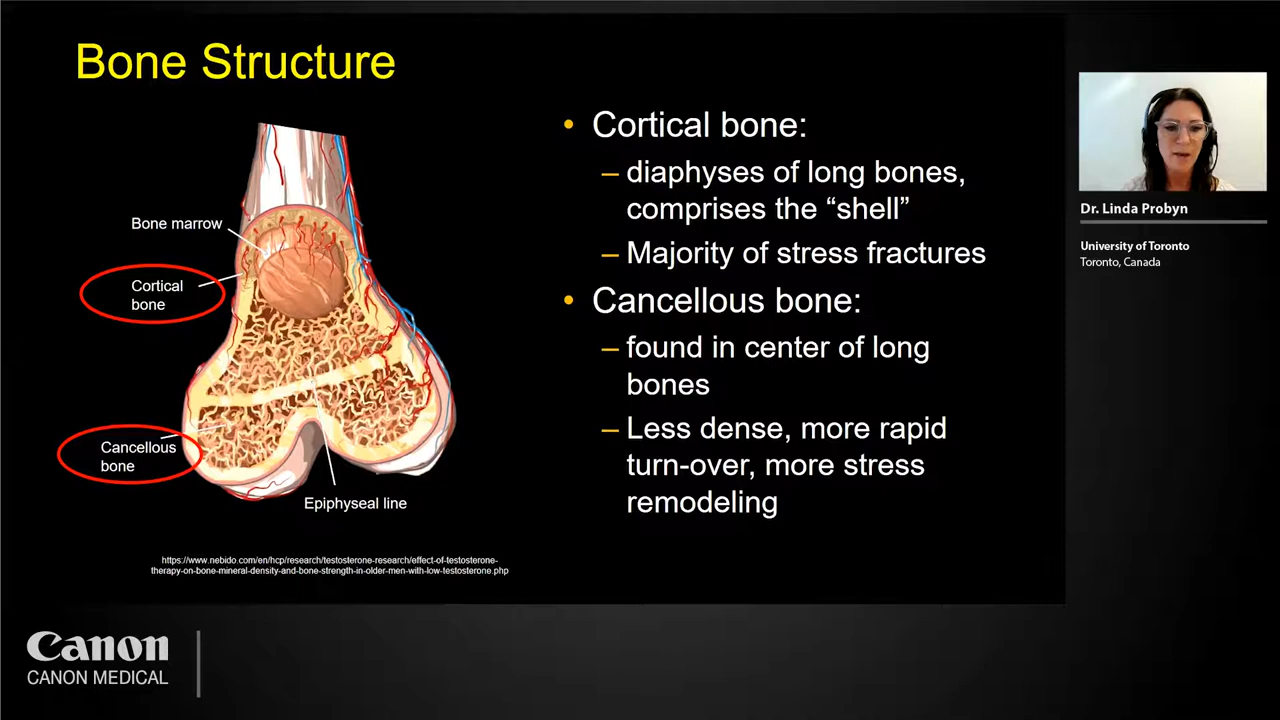 Bone Structure
Bone marrow
Cortical
bone
Cancellous
bone
Epiphyseal line
https://www.nebido.com/en/hcp/research/testosterone-research/effect-of-testosterone-
therapy-on-bone-mineral-density-and-bone-strength-in-older-men-with-low-testosterone.php
• Cortical bone:
– diaphyses of long bones,
comprises the “shell”
– Majority of stress fractures
• Cancellous bone:
– found in center of long
bones
– Less dense, more rapid
turn-over, more stress
remodeling
Dr. Linda Probyn
University of Toronto
Toronto, Canada
Canon
CANON MEDICAL